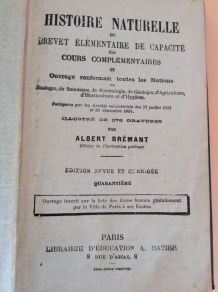 HISTOIRE NATURELLE
DU
BREVET ÉLÉMENTAIRE DE CAPACITÉ
DES
COURS COMPLÉMENTAIRES
ET
Ouvrage renfermant toutes les Notions
de
Zoologie, de Botanique, de Minéralogie, de Géologie, d'Agriculture,
d'Horticulture et d'Hygiène.
Indiquées par les Arrêtés ministériels des 27 juillet
et 30 décembre 1884.
ILLUSTRÉ DE 276 GRAVURES
PAR
ALBERT BRÉMANT
Officier de l'Instruction publique
ÉDITION REVUE ET CORRIGÉE
QUARANTIÈME
Ouvrage inscrit sur la liste des Livres fournis gratuitement
par la Ville de Paris à ses Écoles.
PARIS
LIBRAIRIE D'ÉDUCATION A. HATIER
8 RUE D'ASSAS, 8